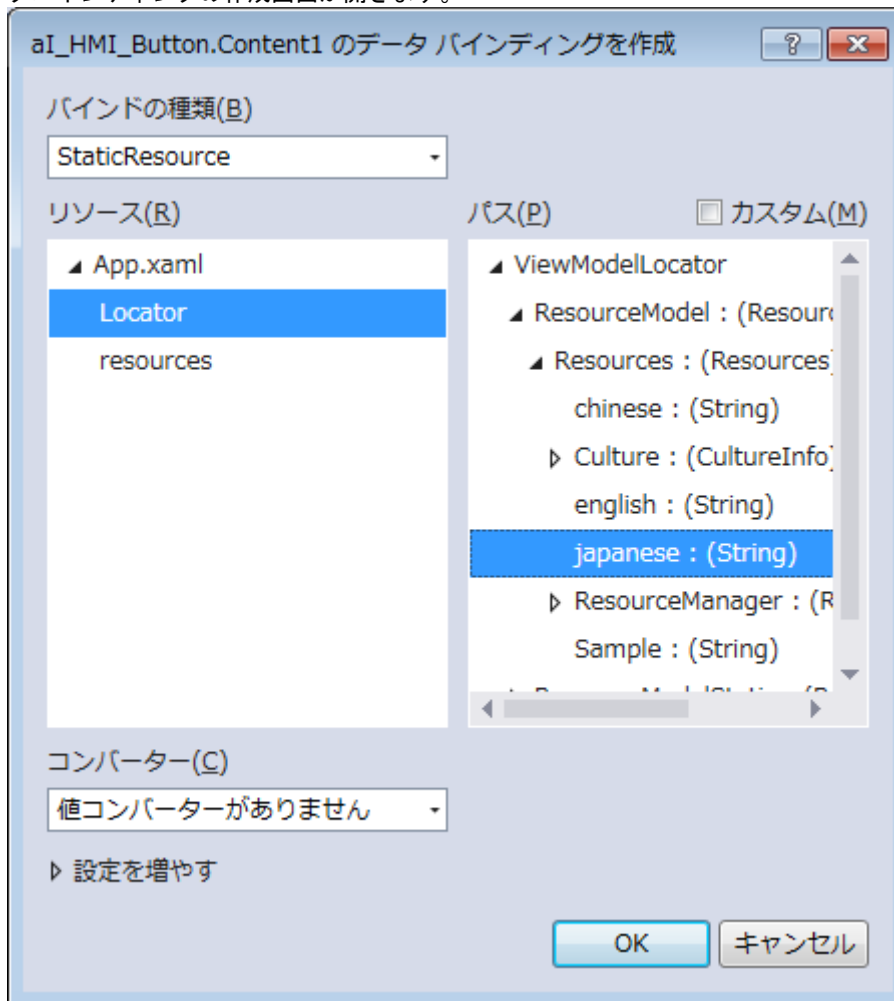 aI_HMI_Button.Content1 のデータ バインディングを作成
バインドの種類(B)
StaticResource
リソース(R)
パス(P)
カスタム(M)
App.xaml
Locator
resources
ViewModelLocator
ResourceModel : (Resourc
Resources : (Resources)
chinese : (String)
Culture : (CultureInfo)
english : (String)
japanese : (String)
ResourceManager : (R
Sample : (String)
コンバーター(C)
値コンバーターがありません
設定を増やす
OK
キャンセル